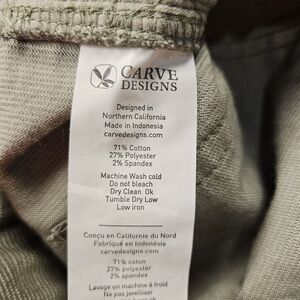 CARVE
DESIGNS
Designed in
Northern California
Made in Indonesia
carvedesigns.com
71% Cotton
27% Polyester
2% Spandex
Machine Wash cold
Do not bleach
Dry Clean Ok
Tumble Dry Low
Low iron
Conçu en Californie du Nord
Fabriqué en Indonésie
carvedesigns.com
71% coton
27% polyester
2% spandex
Lavage en machine à froid
Ne pas javelliser